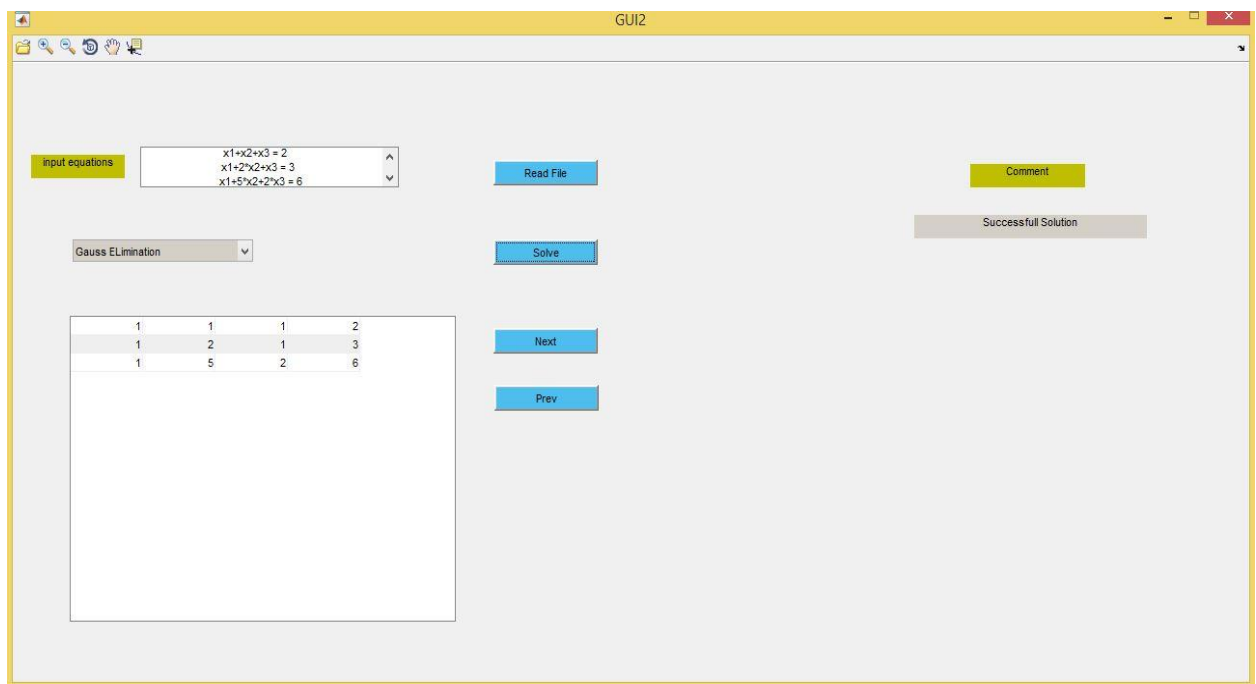 GUI2
input equations
x1+x2+x3 = 2
x1+2*x2+x3 = 3
x1+5*x2+2*x3 = 6
Read File
Comment
Successfull Solution
Gauss ELimination
Solve
1 1 1 2
1 2 1 3
1 5 2 6
Next
Prev